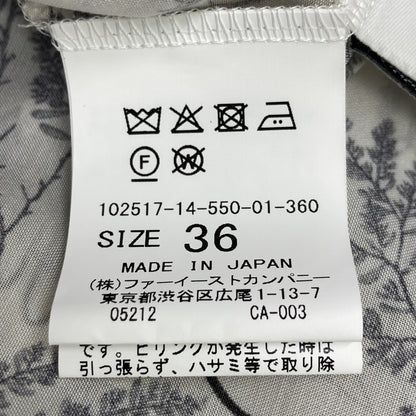 F W
102517-14-550-01-360
SIZE 36
MADE IN JAPAN
(株)ファーイーストカンパニー
東京都渋谷区広尾1-13-7
05212 CA-003
です。ピリングが発生した時は
引っ張らず、ハサミ等で取り除